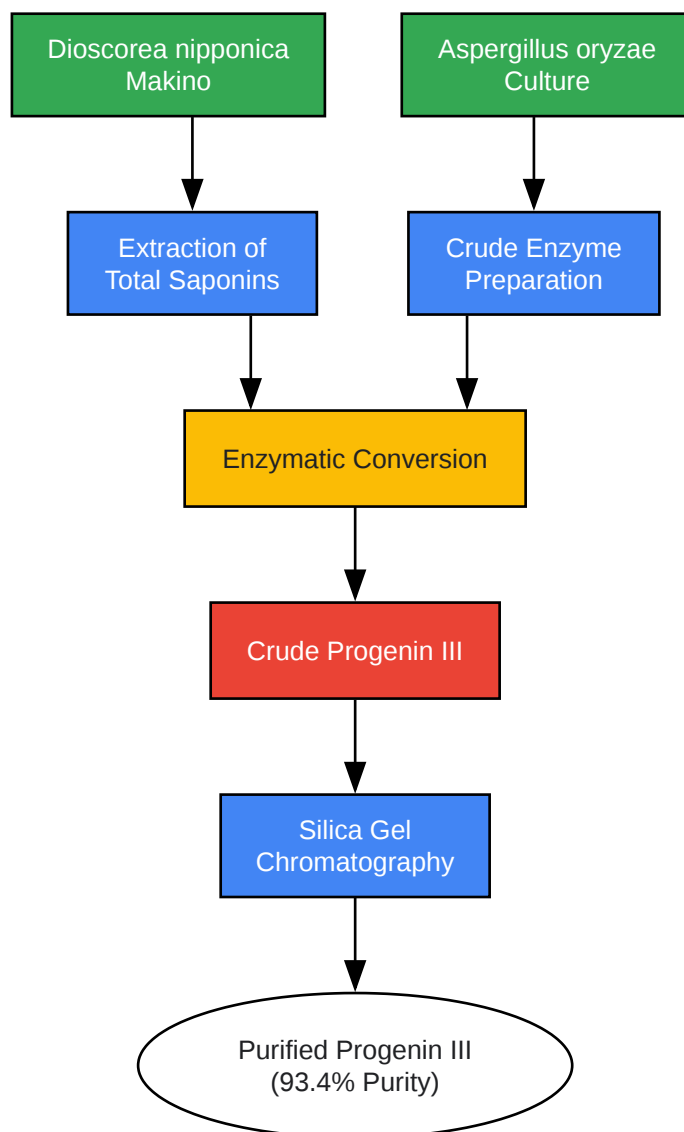 Dioscorea nipponica
Makino
Aspergillus oryzae
Culture
Extraction of
Total Saponins
Crude Enzyme
Preparation
Enzymatic Conversion
Crude Progenin III
Silica Gel
Chromatography
Purified Progenin III
(93.4% Purity)